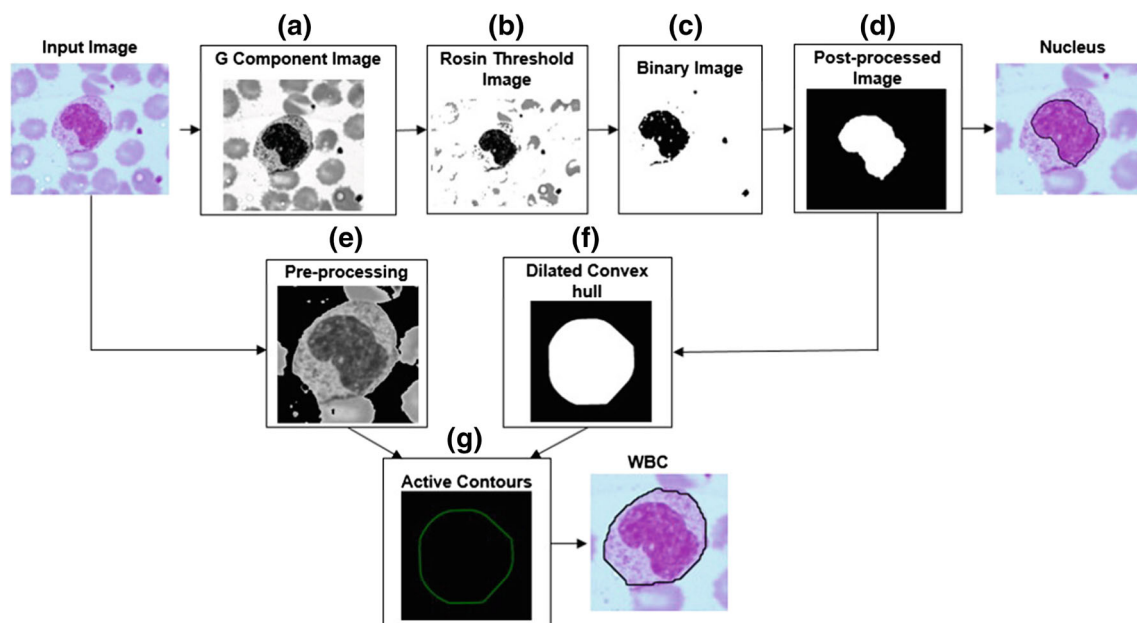 (a)
(b)
(c)
(d)
Input Image
G Component Image
Rosin Threshold
Image
Binary Image
Post-processed
Image
Nucleus
(e)
(f)
Pre-processing
Dilated Convex
hull
(g)
Active Contours
WBC